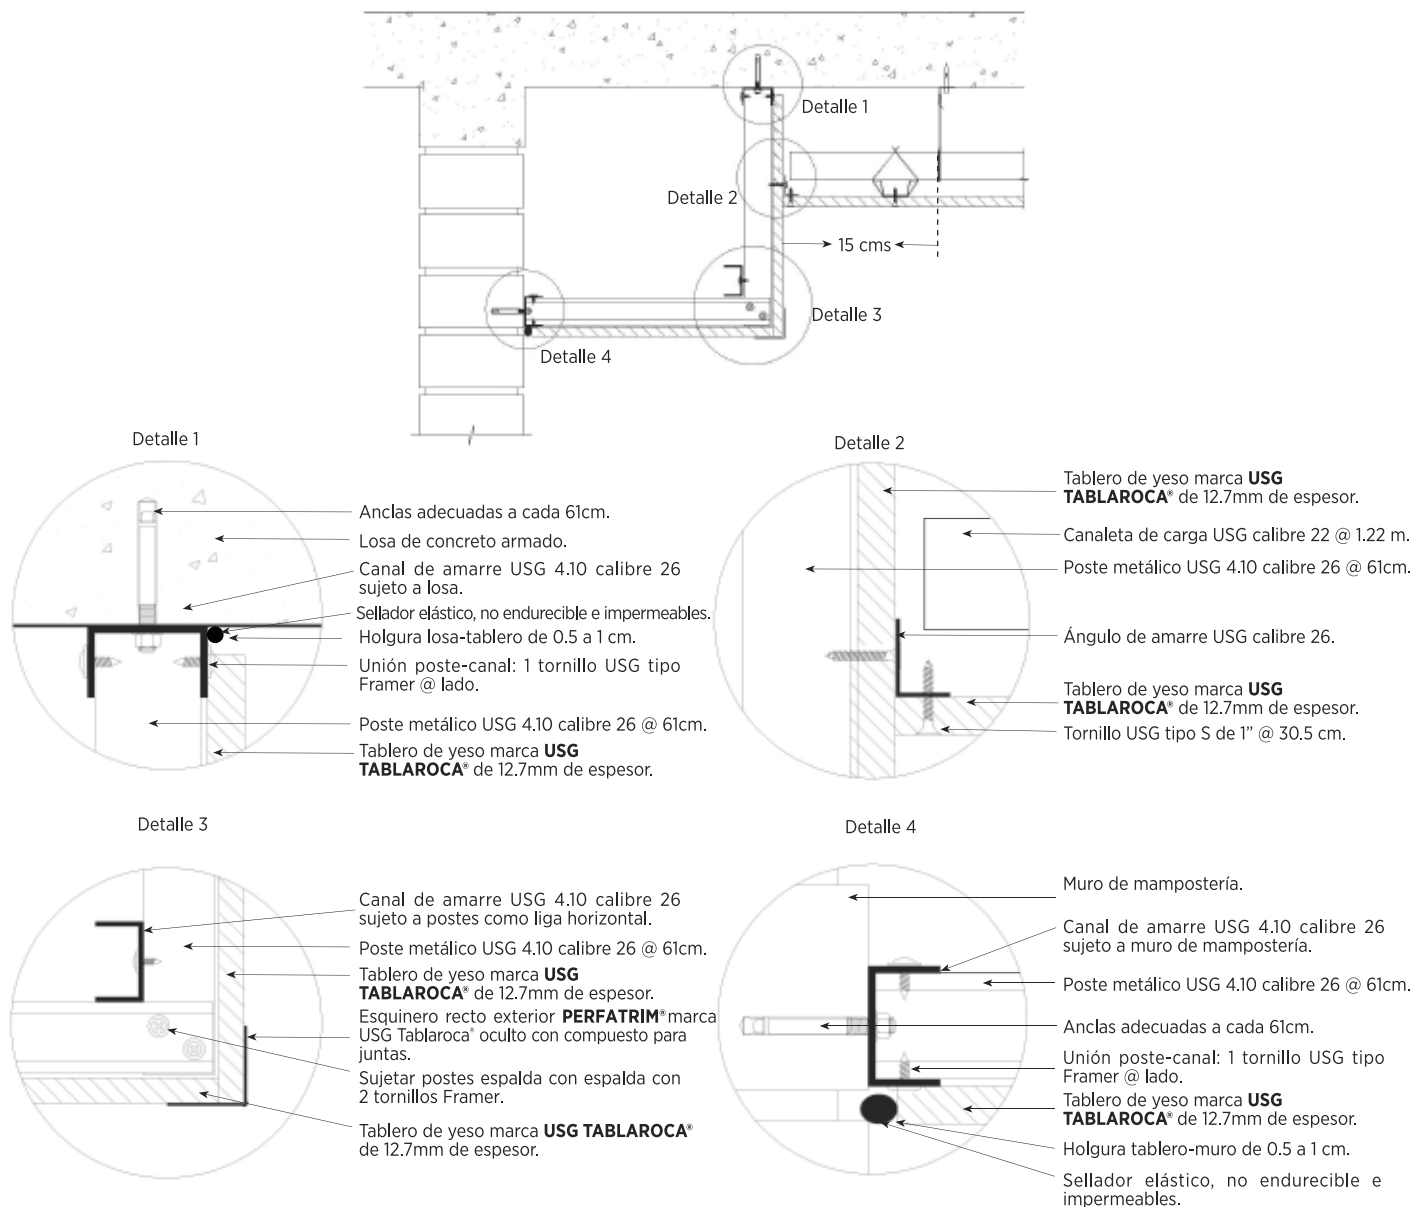 Detalle 1
Detalle 2
15 cms
Detalle 3
Detalle 4
Detalle 1
Anclas adecuadas a cada 61cm.
Losa de concreto armado.
Canal de amarre USG 4.10 calibre 26
sujeto a losa.
Sellador elástico, no endurecible e impermeables.
Holgura losa-tablero de 0.5 a 1 cm.
Unión poste-canal: 1 tornillo USG tipo
Framer @ lado.
Poste metálico USG 4.10 calibre 26 @ 61cm.
Tablero de yeso marca USG
TABLAROCA® de 12.7mm de espesor.
Detalle 2
Tablero de yeso marca USG
TABLAROCA® de 12.7mm de espesor.
Canaleta de carga USG calibre 22 @ 1.22 m.
Poste metálico USG 4.10 calibre 26 @ 61cm.
Ángulo de amarre USG calibre 26.
Tablero de yeso marca USG
TABLAROCA® de 12.7mm de espesor.
Tornillo USG tipo S de 1” @ 30.5 cm.
Detalle 3
Canal de amarre USG 4.10 calibre 26
sujeto a postes como liga horizontal.
Poste metálico USG 4.10 calibre 26 @ 61cm.
Tablero de yeso marca USG
TABLAROCA® de 12.7mm de espesor.
Esquinero recto exterior PERFATRIM® marca
USG Tablaroca® oculto con compuesto para
juntas.
Sujetar postes espalda con espalda con
2 tornillos Framer.
Tablero de yeso marca USG TABLAROCA®
de 12.7mm de espesor.
Detalle 4
Muro de mampostería.
Canal de amarre USG 4.10 calibre 26
sujeto a muro de mampostería.
Poste metálico USG 4.10 calibre 26 @ 61cm.
Anclas adecuadas a cada 61cm.
Unión poste-canal: 1 tornillo USG tipo
Framer @ lado.
Tablero de yeso marca USG
TABLAROCA® de 12.7mm de espesor.
Holgura tablero-muro de 0.5 a 1 cm.
Sellador elástico, no endurecible e
impermeables.